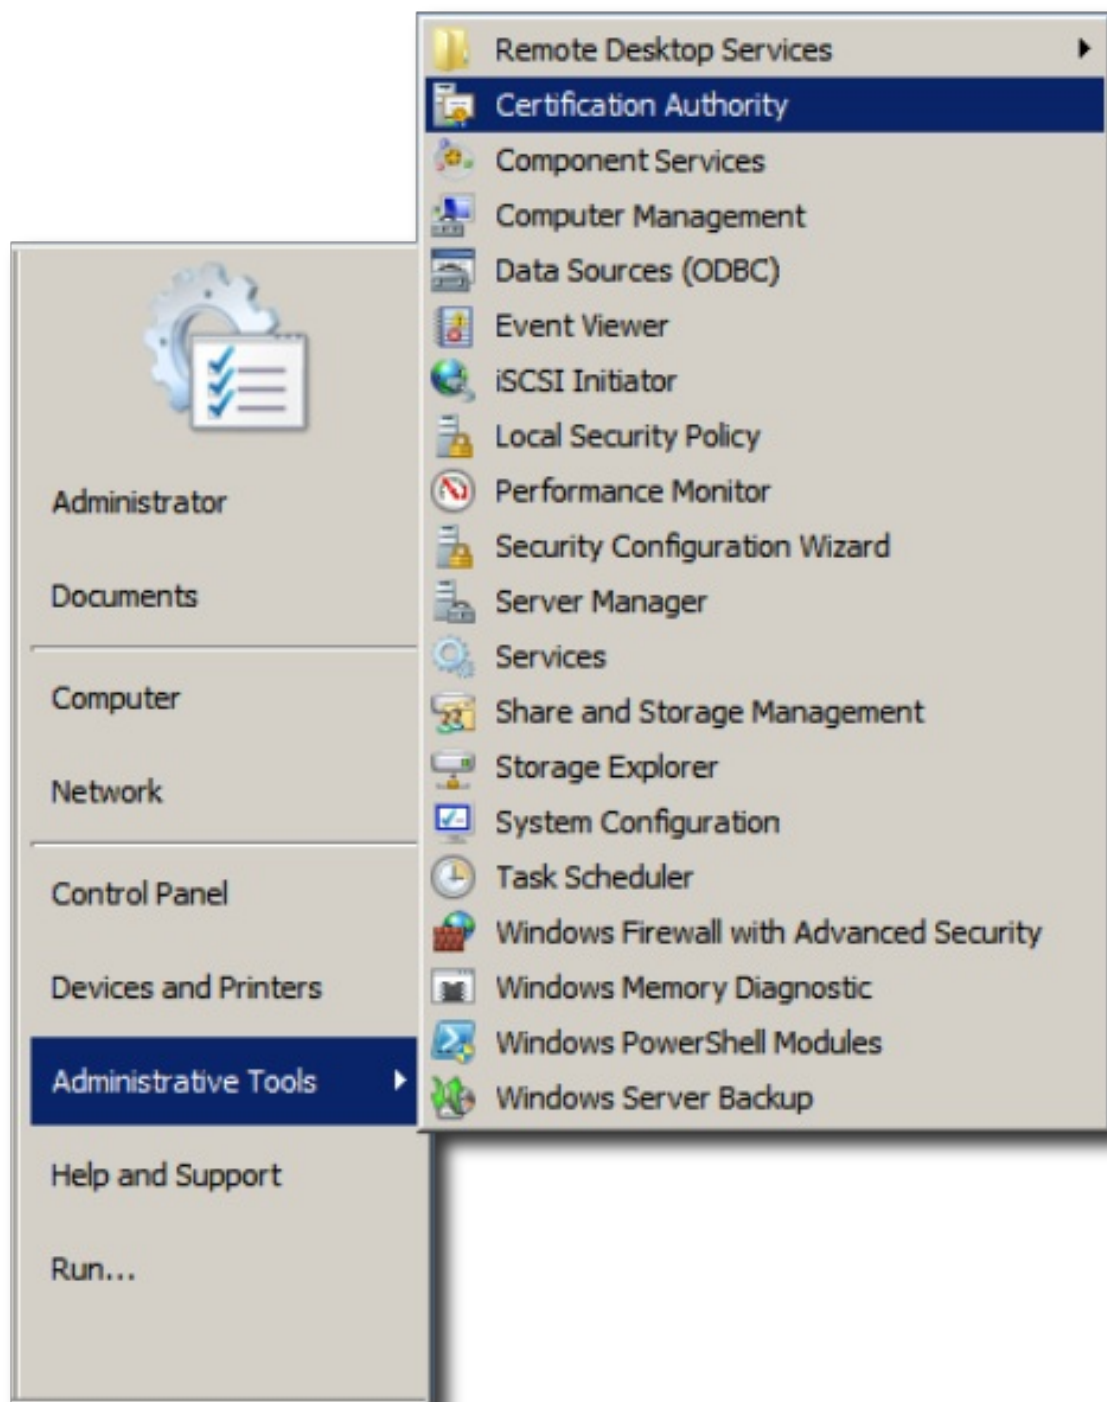 Remote Desktop Services
Certification Authority
Component Services
Computer Management
Data Sources (ODBC)
Event Viewer
iSCSI Initiator
Local Security Policy
Performance Monitor
Security Configuration Wizard
Server Manager
Services
Share and Storage Management
Storage Explorer
System Configuration
Task Scheduler
Windows Firewall with Advanced Security
Windows Memory Diagnostic
Windows PowerShell Modules
Windows Server Backup
Administrator
Documents
Computer
Network
Control Panel
Devices and Printers
Administrative Tools
Help and Support
Run...